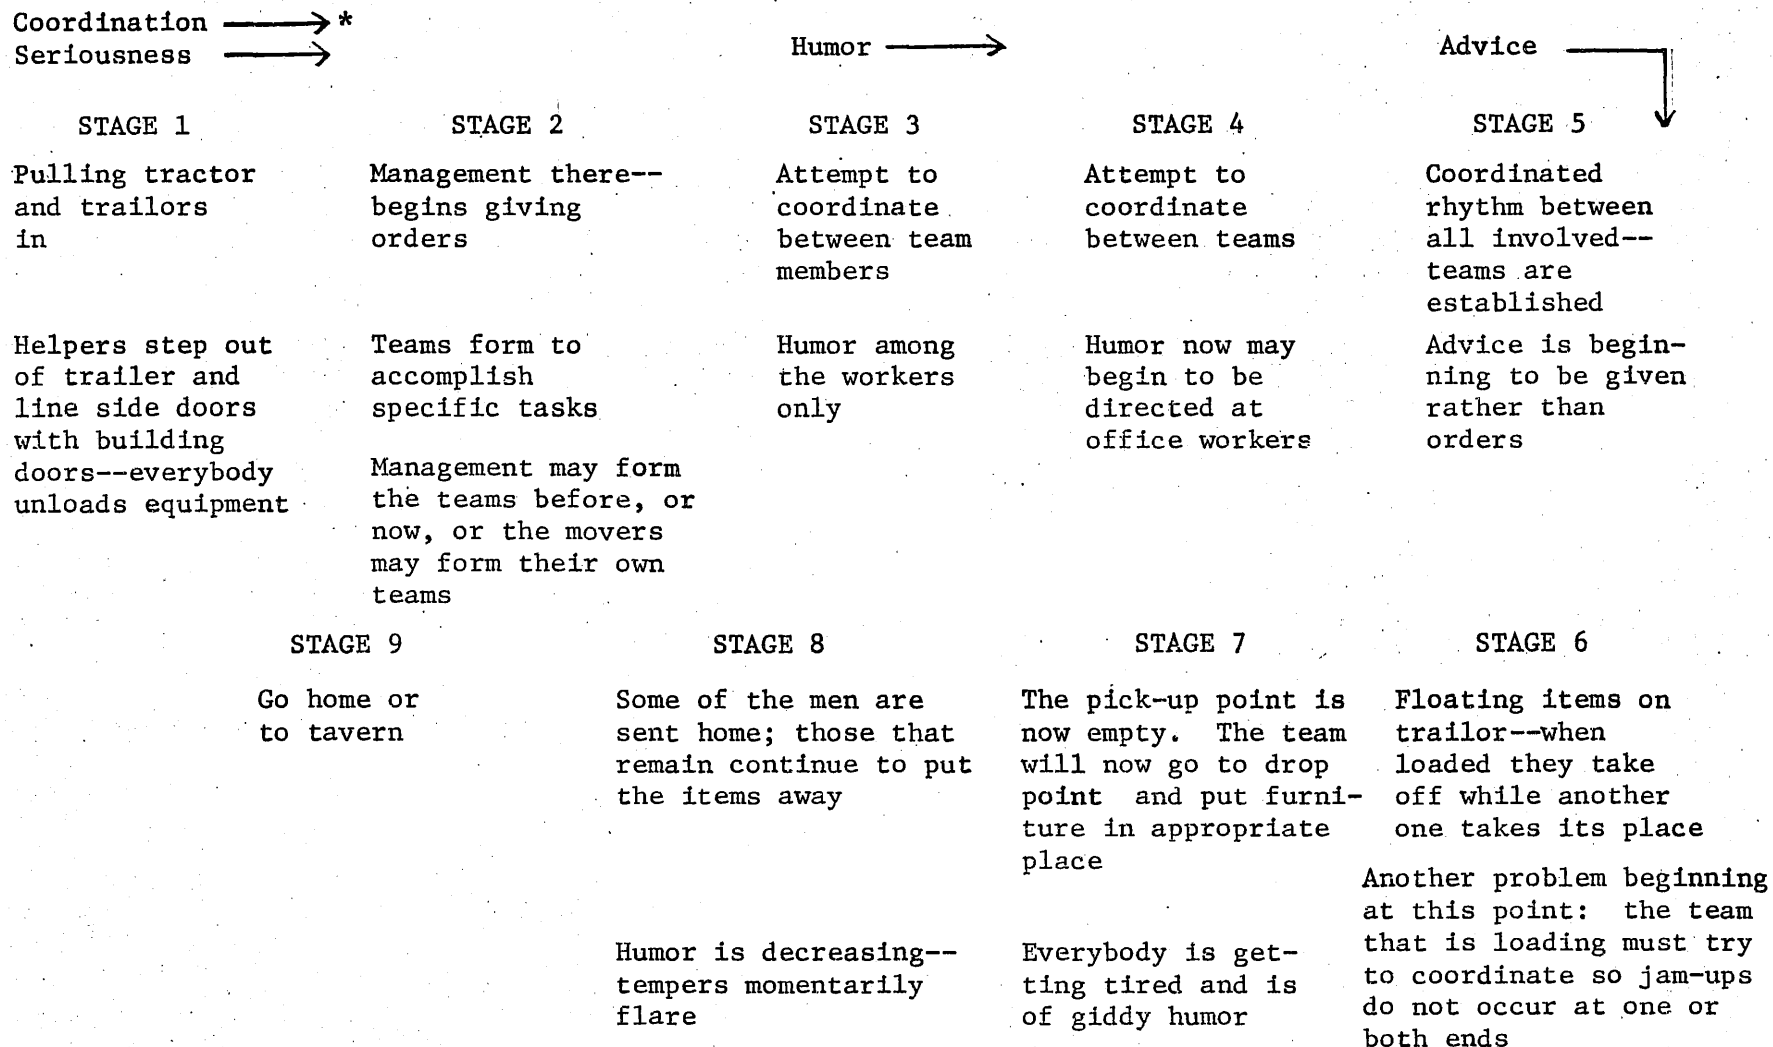 Coordination ⟶ *
Seriousness ⟶
Humor ⟶
Advice
STAGE 1
Pulling tractor
and trailors
in
Helpers step out
of trailer and
line side doors
with building
doors--everybody
unloads equipment
STAGE 2
Management there--
begins giving
orders
Teams form to
accomplish
specific tasks
Management may form
the teams before, or
now, or the movers
may form their own
teams
STAGE 3
Attempt to
coordinate
between team
members
Humor among
the workers
only
STAGE 4
Attempt to
coordinate
between teams
Humor now may
begin to be
directed at
office workers
STAGE 5
Coordinated
rhythm between
all involved--
teams are
established
Advice is begin-
ning to be given
rather than
orders
STAGE 6
Floating items on
trailor--when
loaded they take
off while another
one takes its place
Another problem beginning
at this point: the team
that is loading must try
to coordinate so jam-ups
do not occur at one or
both ends
STAGE 7
The pick-up point is
now empty. The team
will now go to drop
point and put furni-
ture in appropriate
place
Everybody is get-
ting tired and is
of giddy humor
STAGE 8
Some of the men are
sent home; those that
remain continue to put
the items away
Humor is decreasing--
tempers momentarily
flare
STAGE 9
Go home or
to tavern